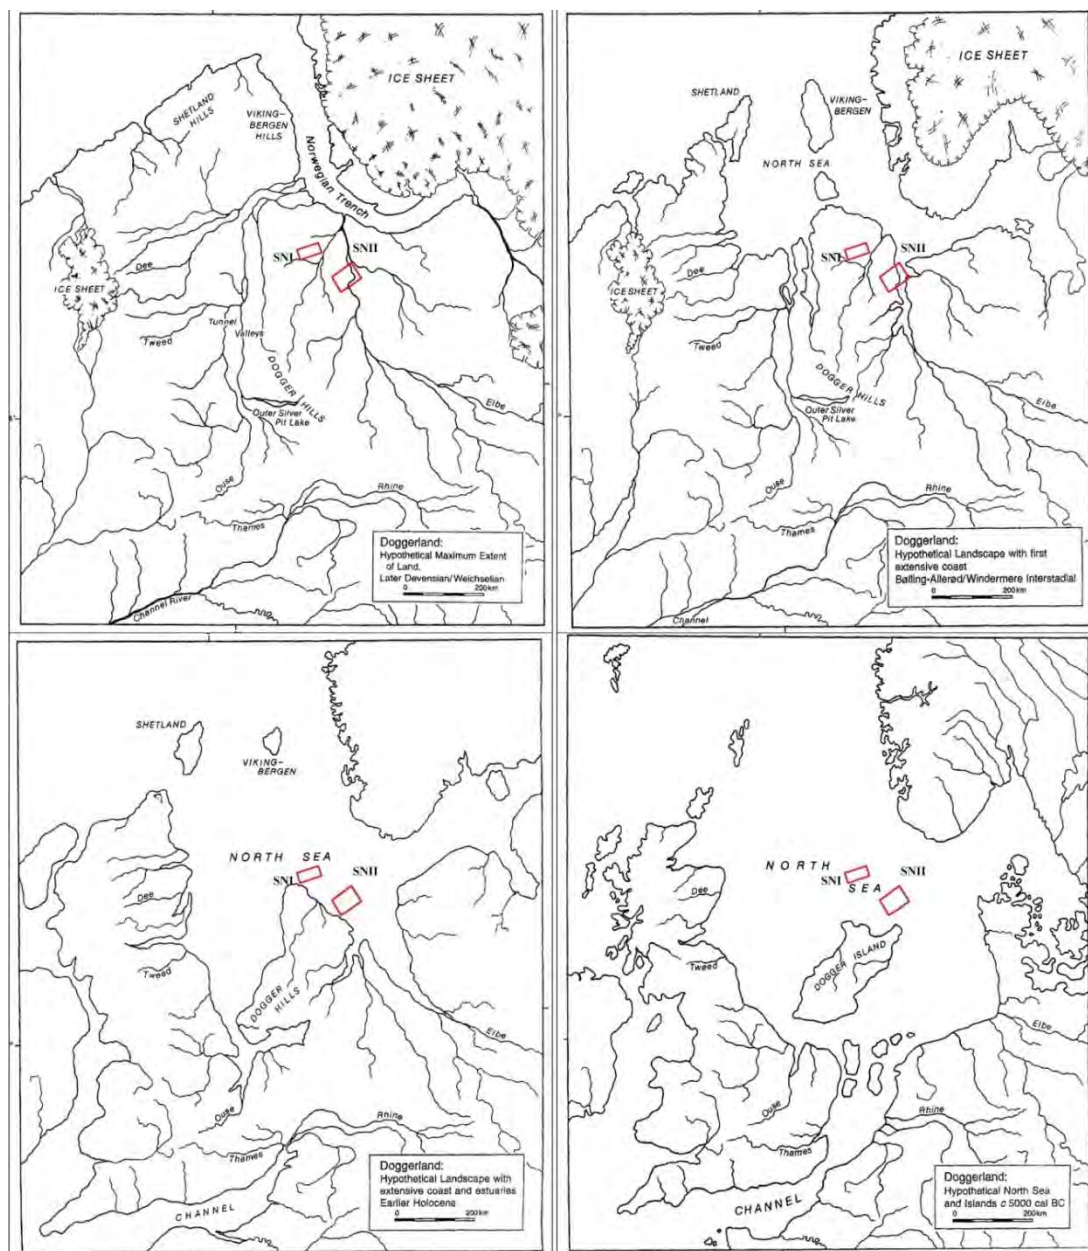 ICE SHEET
SHETLAND
HILLS
VIKING–
BERGEN
HILLS
Norwegian Trench
SNI
SNII
Dee
ICE SHEET
Tunnel
Valleys
Tweed
DOGGER HILLS
Outer Silver
Pit Lake
Elbe
Ouse
Rhine
Thames
Channel River
Doggerland:
Hypothetical Maximum Extent
of Land,
Later Devensian/Weichselian
0 200km
ICE SHEET
SHETLAND
VIKING–
BERGEN
NORTH SEA
SNI
SNII
Dee
ICE SHEET
Tweed
DOGGER HILLS
Outer Silver
Pit Lake
Elbe
Ouse
Rhine
Thames
Channel
Doggerland:
Hypothetical Landscape with first
extensive coast
Bølling-Allerød/Windermere Interstadial
0 200km
SHETLAND
VIKING–
BERGEN
NORTH SEA
SNI
SNII
Dee
Tweed
DOGGER
HILLS
Elbe
Ouse
Rhine
Thames
CHANNEL
Doggerland:
Hypothetical Landscape with
extensive coast and estuaries
Earlier Holocene
0 200km
NORTH
SEA
SNI
SNII
Dee
Tweed
DOGGER ISLAND
Elbe
Ouse
Rhine
Thames
CHANNEL
Doggerland:
Hypothetical North Sea
and Islands c 5000 cal BC
0 200km